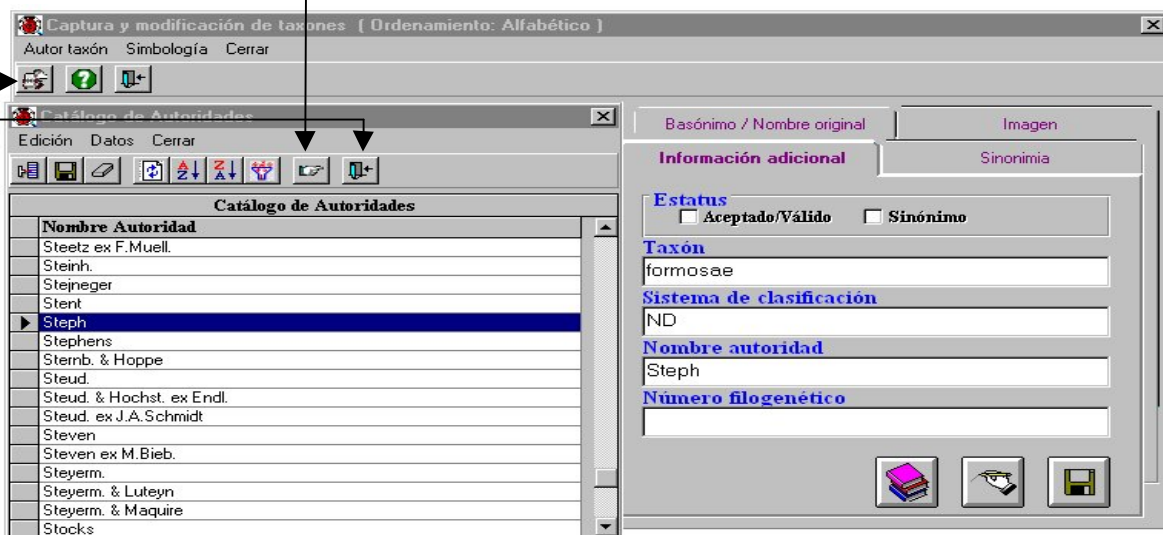 Captura y modificación de taxones ( Ordenamiento: Alfabético )
Autor taxón Simbología Cerrar
Catálogo de Autoridades
Edición Datos Cerrar
Catálogo de Autoridades
Nombre Autoridad
Steetz ex F.Muell.
Steinh.
Stejneger
Stent
Steph
Stephens
Sternb. & Hoppe
Steud.
Steud. & Hochst. ex Endl.
Steud. ex J.A.Schmidt
Steven
Steven ex M.Bieb.
Steyerm.
Steyerm. & Luteyn
Steyerm. & Maquire
Stocks
Basónimo / Nombre original
Imagen
Información adicional
Sinonimia
Estatus
Aceptado/Válido Sinónimo
Taxón
formosae
Sistema de clasificación
ND
Nombre autoridad
Steph
Número filogenético